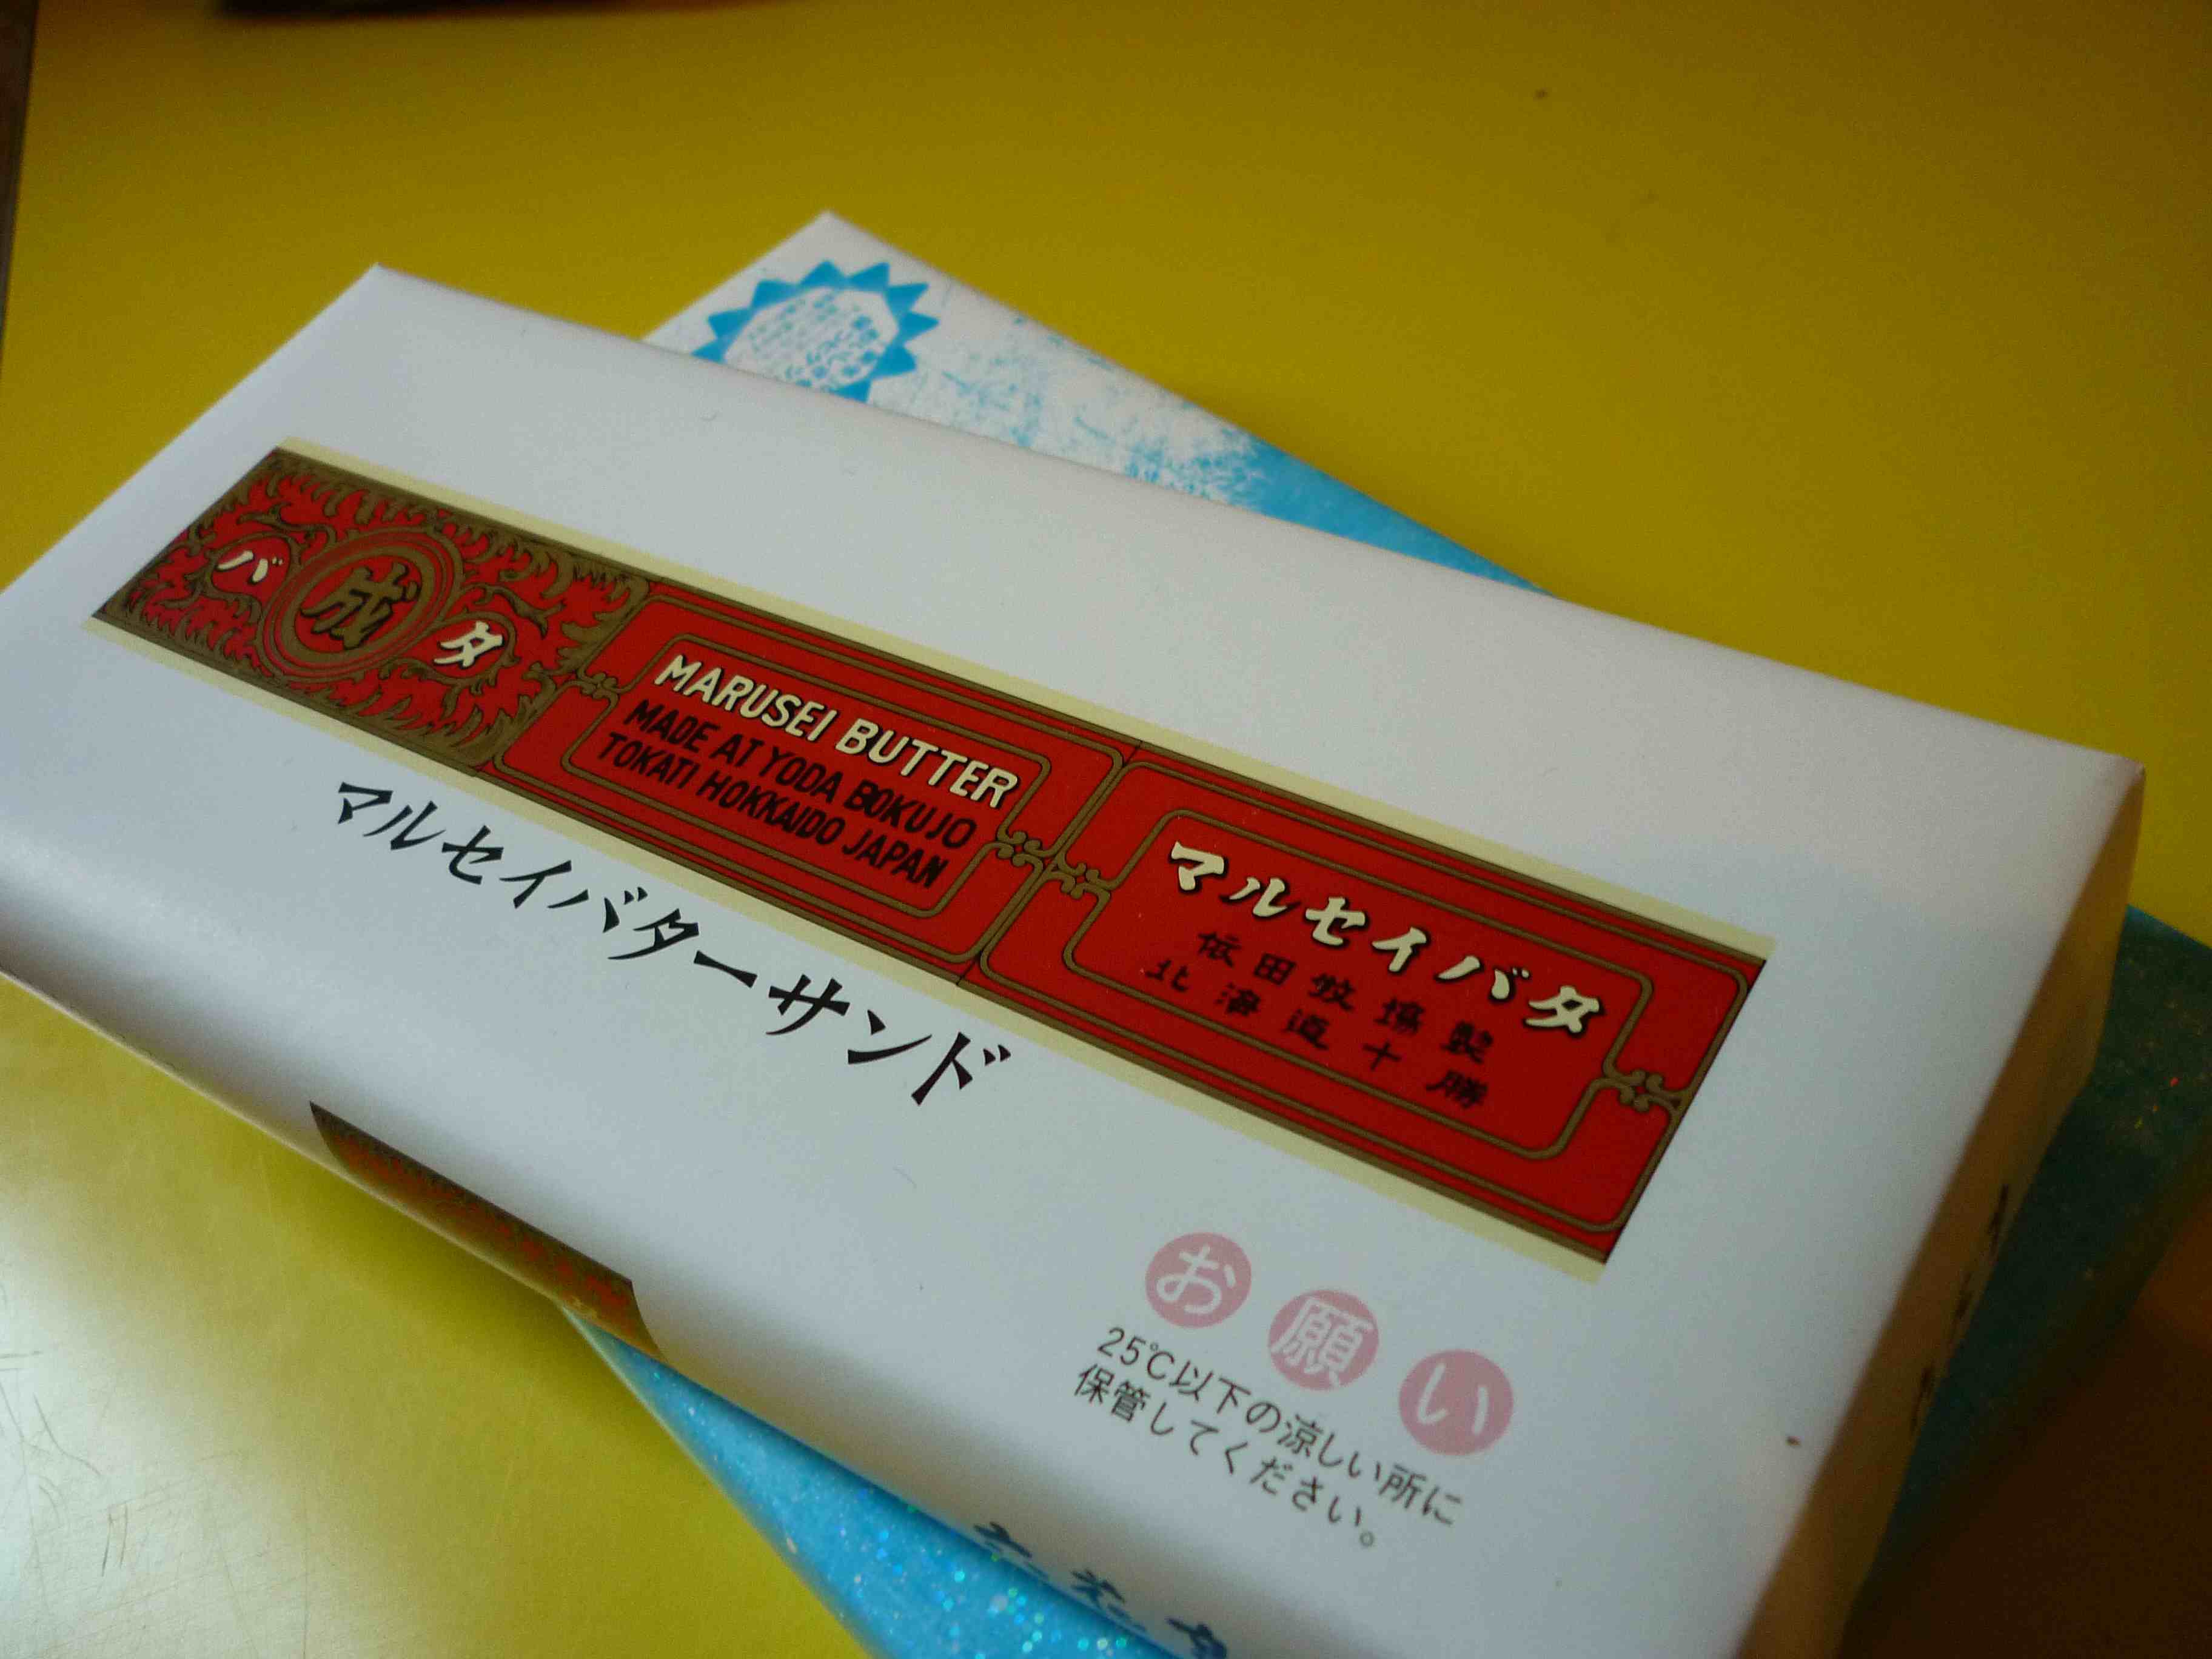 バ成タ
MARUSEI BUTTER
MADE AT YODA BOKUJO
TOKATI HOKKAIDO JAPAN
マルセイバタ
依田牧場製
北海道十勝
マルセイバターサンド
お願い
25℃以下の涼しい所に
保管してください。
六花亭